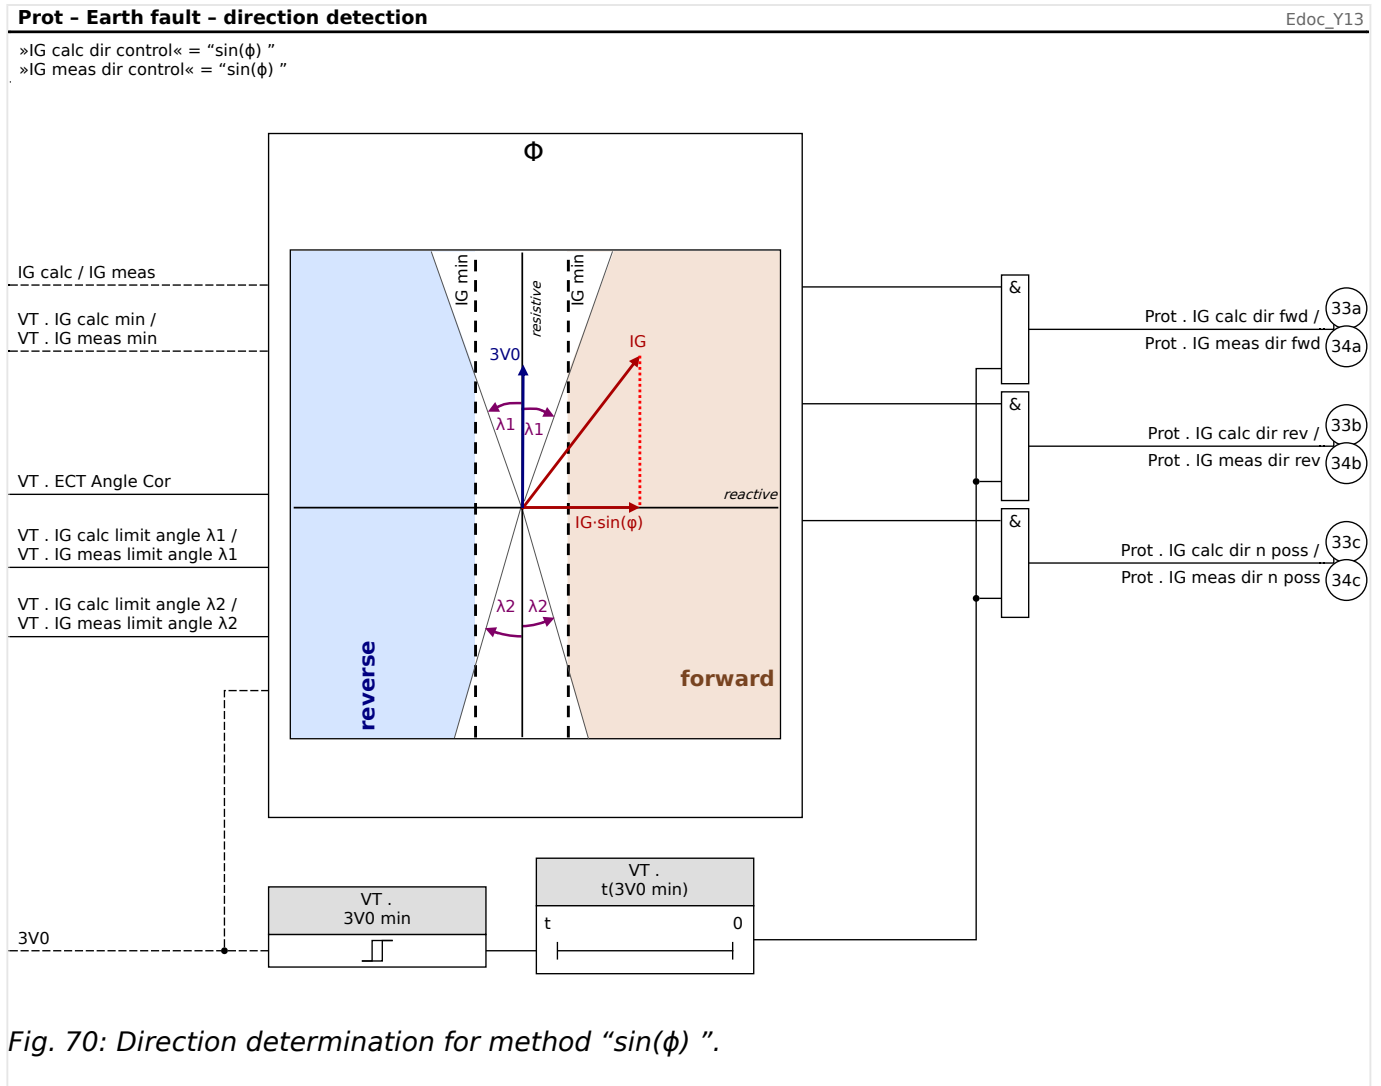 Prot – Earth fault – direction detection
Edoc_Y13
»IG calc dir control« = “sin(ϕ) ”
»IG meas dir control« = “sin(ϕ) ”
Φ
IG calc / IG meas
VT . IG calc min /
VT . IG meas min
VT . ECT Angle Cor
VT . IG calc limit angle λ1 /
VT . IG meas limit angle λ1
VT . IG calc limit angle λ2 /
VT . IG meas limit angle λ2
3V0
IG min
resistive
IG min
3V0
IG
λ1
λ1
reactive
IG·sin(φ)
λ2
λ2
reverse
forward
&
Prot . IG calc dir fwd /
33a
Prot . IG meas dir fwd
34a
&
Prot . IG calc dir rev /
33b
Prot . IG meas dir rev
34b
&
Prot . IG calc dir n poss /
33c
Prot . IG meas dir n poss
34c
VT .
3V0 min
VT .
t(3V0 min)
t
0
Fig. 70: Direction determination for method “sin(ϕ) ”.